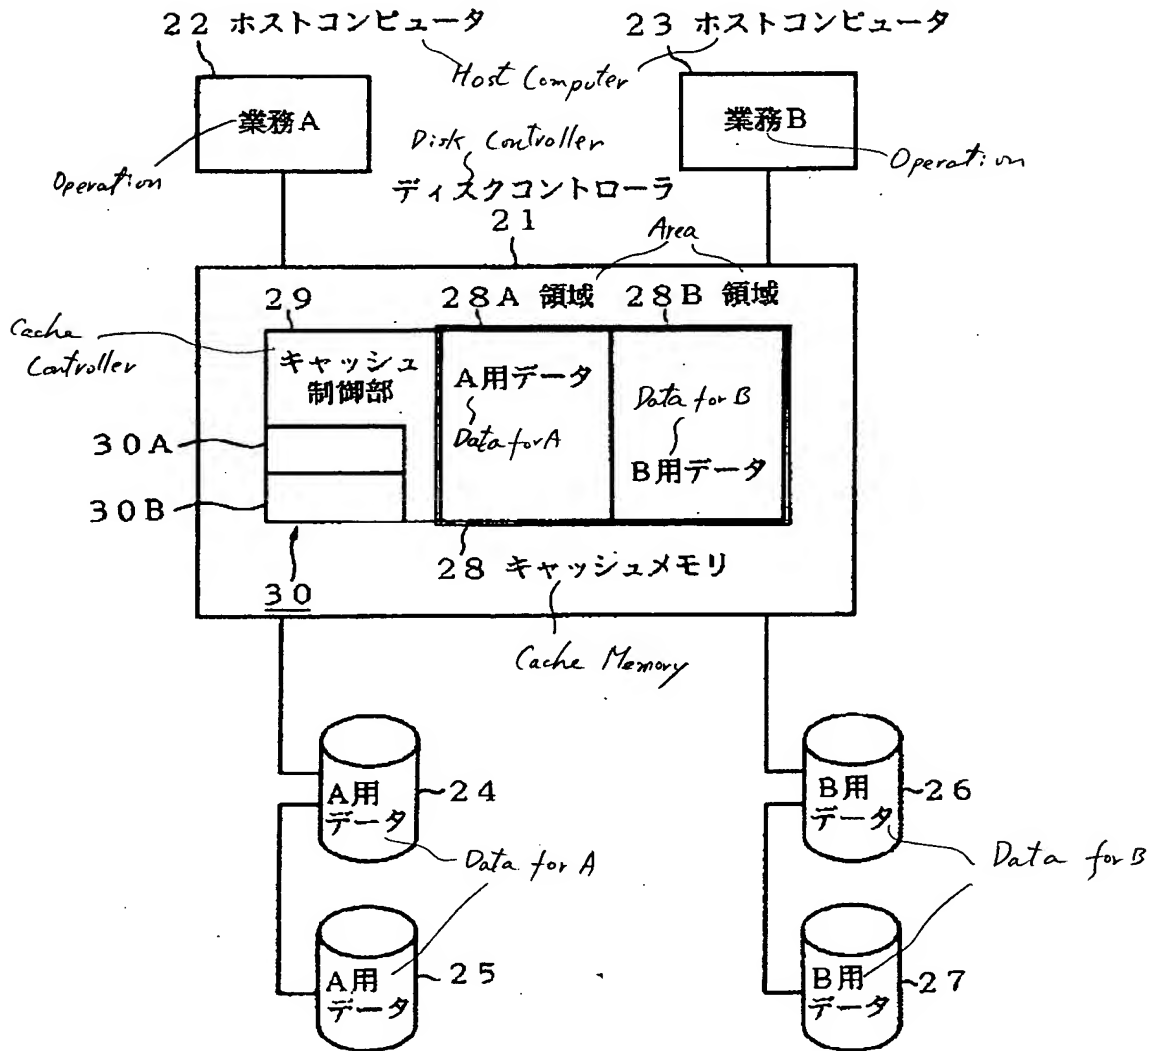 22 ホストコンピュータ
23 ホストコンピュータ
Host Computer
業務A
業務B
Operation
Operation
Disk Controller
ディスクコントローラ
21
Area
29
28A 領域
28B 領域
Cache
Controller
キャッシュ
制御部
A用データ
Data for A
Data for B
B用データ
30A
30B
30
28 キャッシュメモリ
Cache Memory
A用
データ
24
B用
データ
26
Data for A
Data for B
A用
データ
25
B用
データ
27